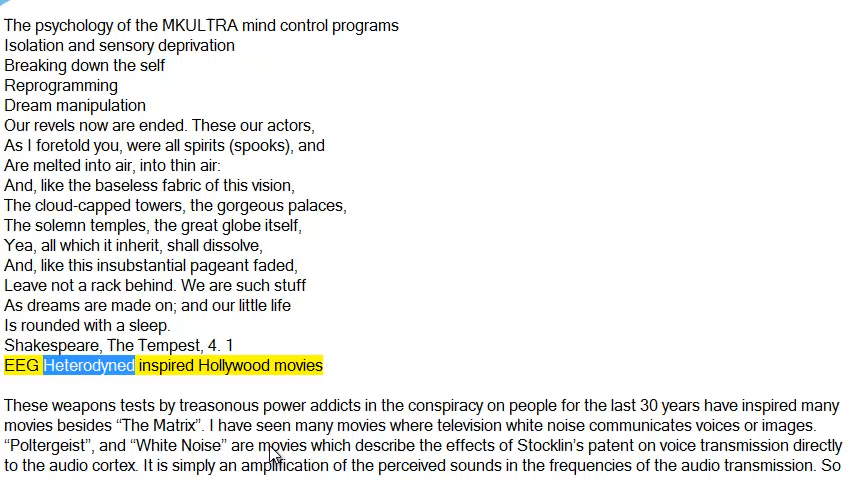 The psychology of the MKULTRA mind control programs
Isolation and sensory deprivation
Breaking down the self
Reprogramming
Dream manipulation
Our revels now are ended. These our actors,
As I foretold you, were all spirits (spooks), and
Are melted into air, into thin air:
And, like the baseless fabric of this vision,
The cloud-capped towers, the gorgeous palaces,
The solemn temples, the great globe itself,
Yea, all which it inherit, shall dissolve,
And, like this insubstantial pageant faded,
Leave not a rack behind. We are such stuff
As dreams are made on; and our little life
Is rounded with a sleep.
Shakespeare, The Tempest, 4. 1
EEG Heterodyned inspired Hollywood movies
These weapons tests by treasonous power addicts in the conspiracy on people for the last 30 years have inspired many
movies besides “The Matrix”. I have seen many movies where television white noise communicates voices or images.
“Poltergeist”, and “White Noise” are movies which describe the effects of Stocklin’s patent on voice transmission directly
to the audio cortex. It is simply an amplification of the perceived sounds in the frequencies of the audio transmission. So